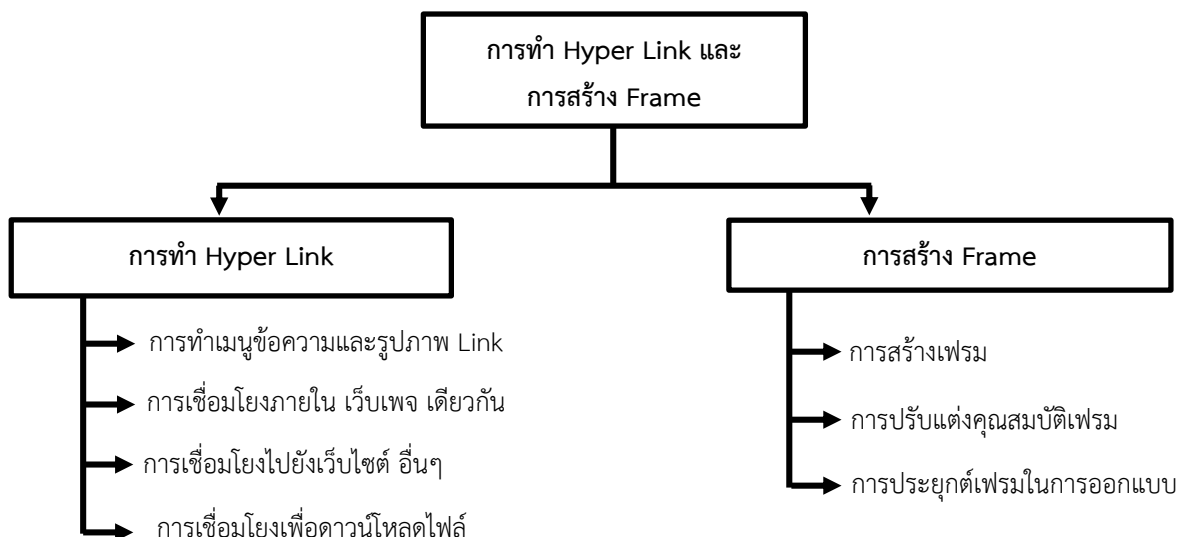 การทำ Hyper Link และ
การสร้าง Frame
การทำ Hyper Link
การทำเมนูข้อความและรูปภาพ Link
การเชื่อมโยงภายใน เว็บเพจ เดียวกัน
การเชื่อมโยงไปยังเว็บไซต์ อื่นๆ
การเชื่อมโยงเพื่อดาวน์โหลดไฟล์
การสร้าง Frame
การสร้างเฟรม
การปรับแต่งคุณสมบัติเฟรม
การประยุกต์เฟรมในการออกแบบ